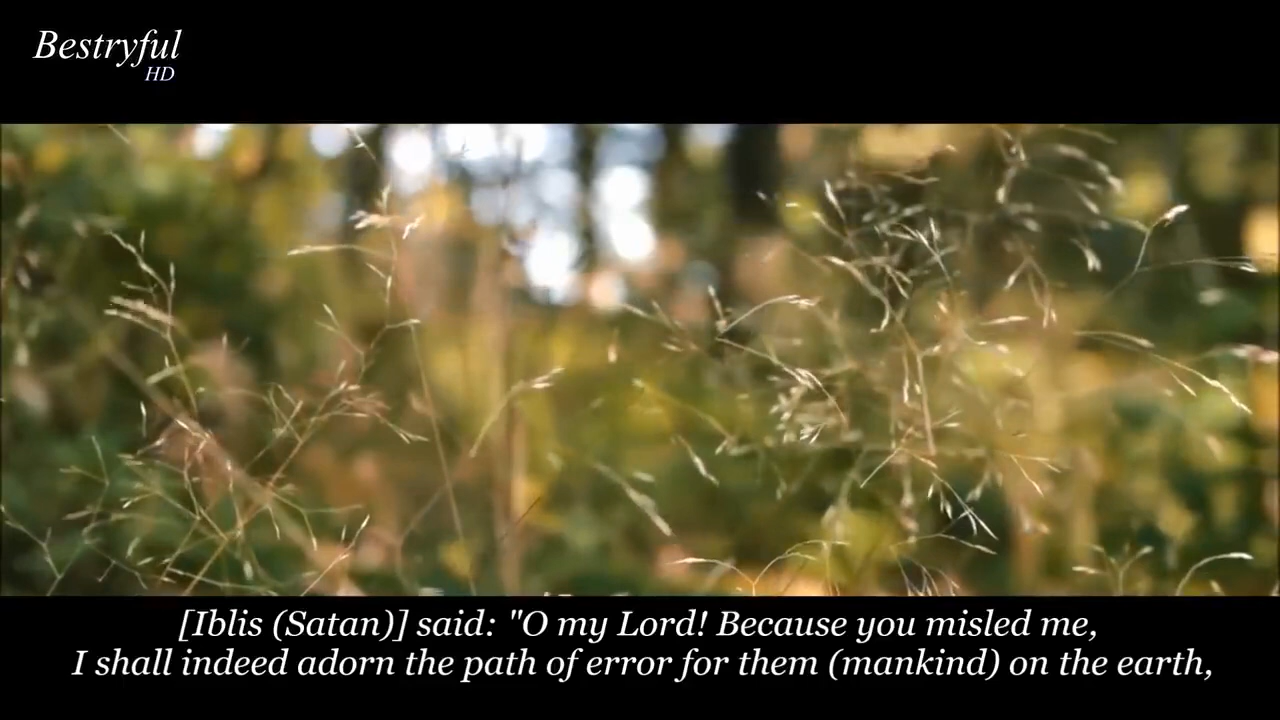 Bestryful
HD
[Iblis (Satan)] said: "O my Lord! Because you misled me,
I shall indeed adorn the path of error for them (mankind) on the earth,